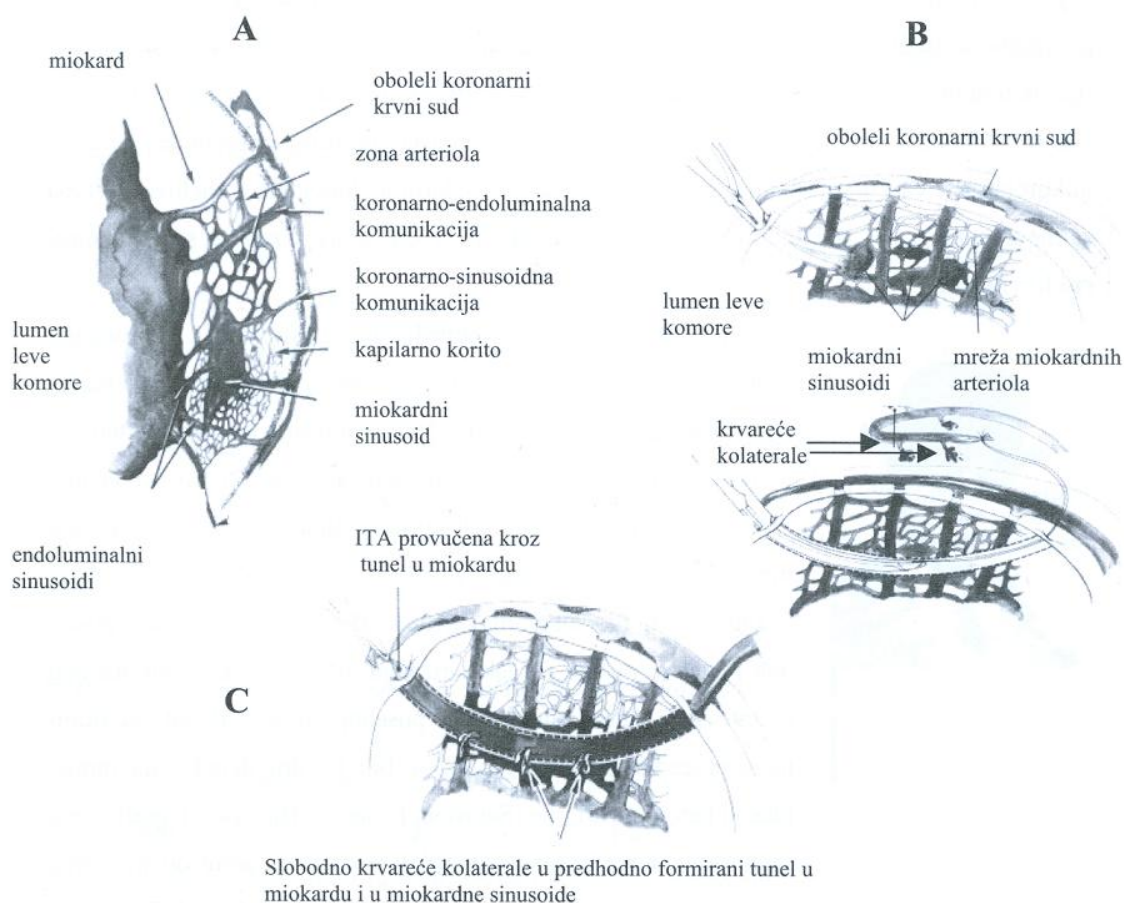 A
miokard
oboleli koronarni
krvni sud
zona arteriola
koronarno-endoluminalna
komunikacija
koronarno-sinusoidna
komunikacija
lumen
leve
komore
kapilarno korito
miokardni
sinusoid
endoluminalni
sinusoidi
B
oboleli koronarni krvni sud
lumen leve
komore
miokardni
sinusoidi
mreža miokardnih
arteriola
krvareće
kolaterale
C
ITA provučena kroz
tunel u miokardu
Slobodno krvareće kolaterale u predhodno formirani tunel u
miokardu i u miokardne sinusoide